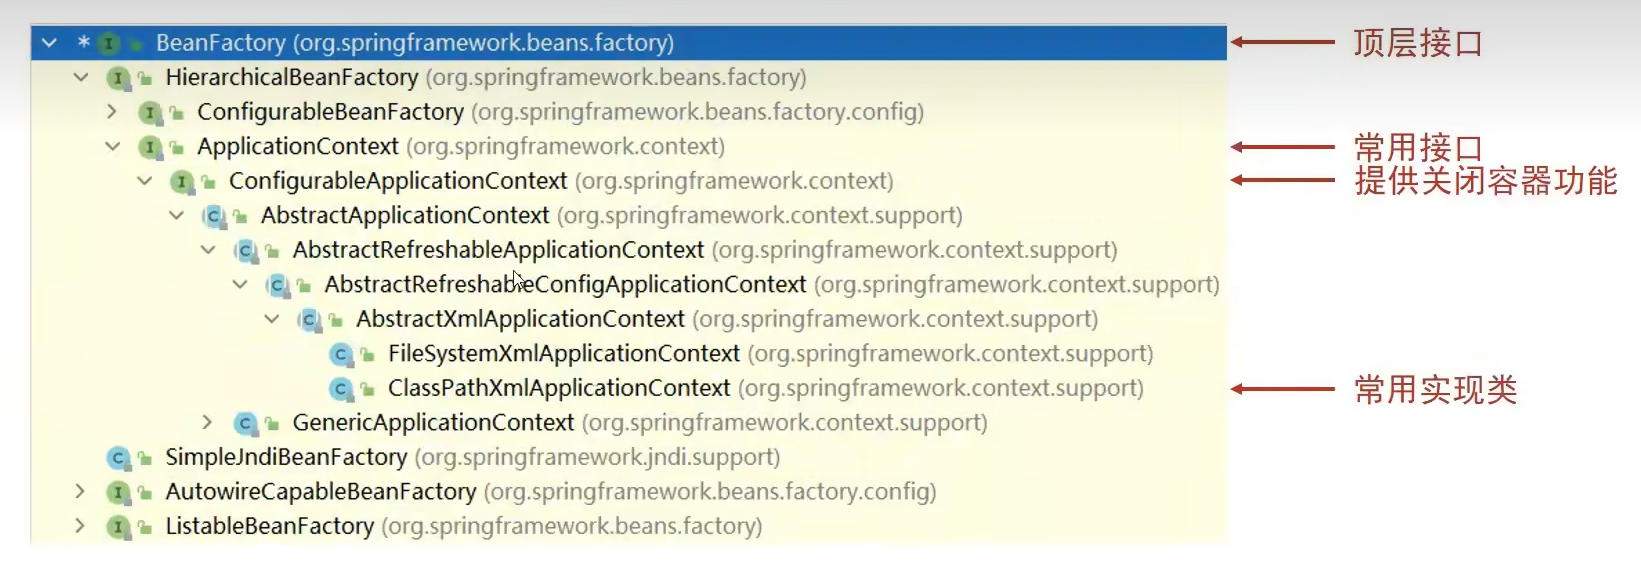 * BeanFactory (org.springframework.beans.factory)
顶层接口
HierarchicalBeanFactory (org.springframework.beans.factory)
ConfigurableBeanFactory (org.springframework.beans.factory.config)
ApplicationContext (org.springframework.context)
常用接口
ConfigurableApplicationContext (org.springframework.context)
提供关闭容器功能
AbstractApplicationContext (org.springframework.context.support)
AbstractRefreshableApplicationContext (org.springframework.context.support)
AbstractRefreshableConfigApplicationContext (org.springframework.context.support)
AbstractXmlApplicationContext (org.springframework.context.support)
FileSystemXmlApplicationContext (org.springframework.context.support)
ClassPathXmlApplicationContext (org.springframework.context.support)
常用实现类
GenericApplicationContext (org.springframework.context.support)
SimpleJndiBeanFactory (org.springframework.jndi.support)
AutowireCapableBeanFactory (org.springframework.beans.factory.config)
ListableBeanFactory (org.springframework.beans.factory)